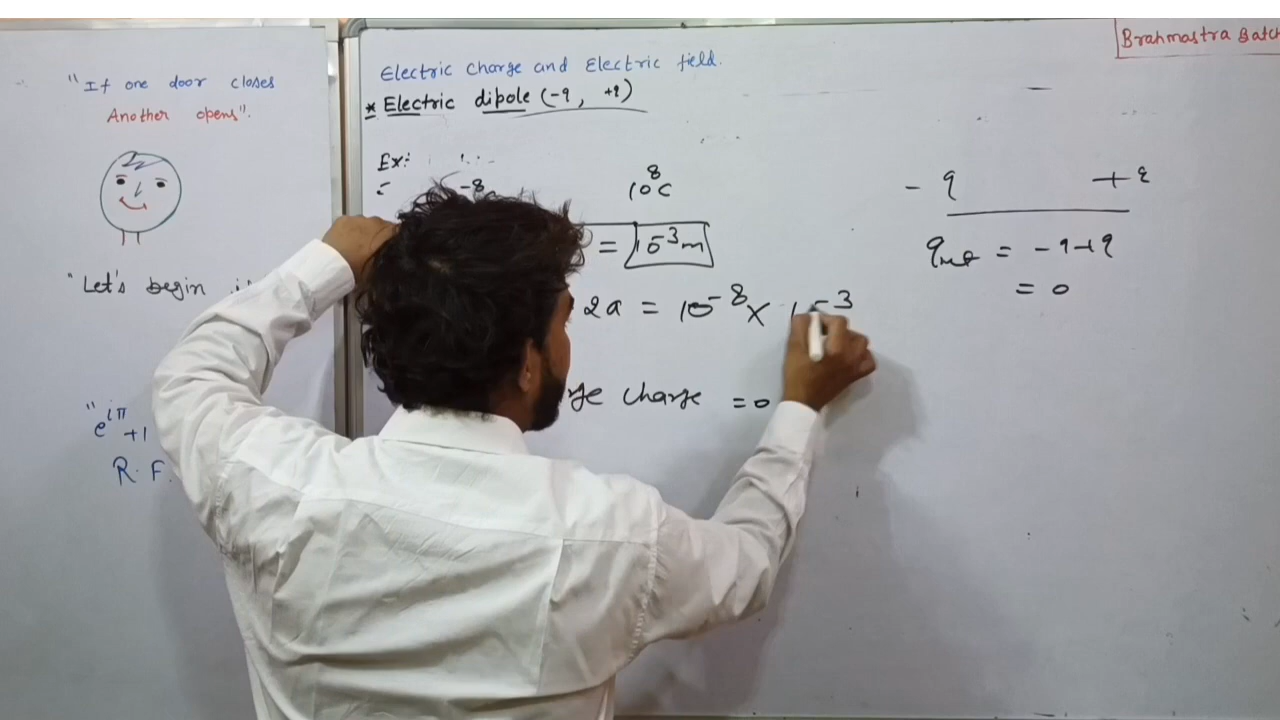 Brahmastra Batch
"If one door closes
Another opens".
"Let's begin
"e^iπ +1
R. F.
Electric Charge and Electric field.
* Electric dipole (-q, +q)
Ex:
-8
10^8 C
= 10^-3 m
2a = 10^-8 × 10^-3
charge = 0
- q +q
q_net = - q + q
= 0